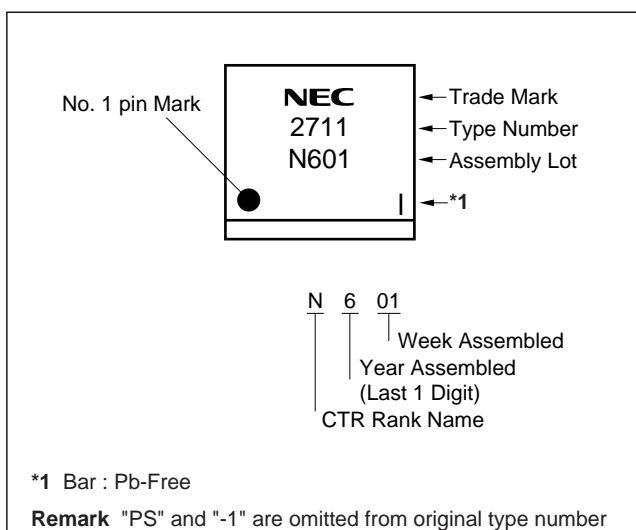 No. 1 pin Mark
NEC
2711
N601
|
Trade Mark
Type Number
Assembly Lot
*1
N 6 01
Week Assembled
Year Assembled
(Last 1 Digit)
CTR Rank Name
*1 Bar : Pb-Free
Remark "PS" and "-1" are omitted from original type number